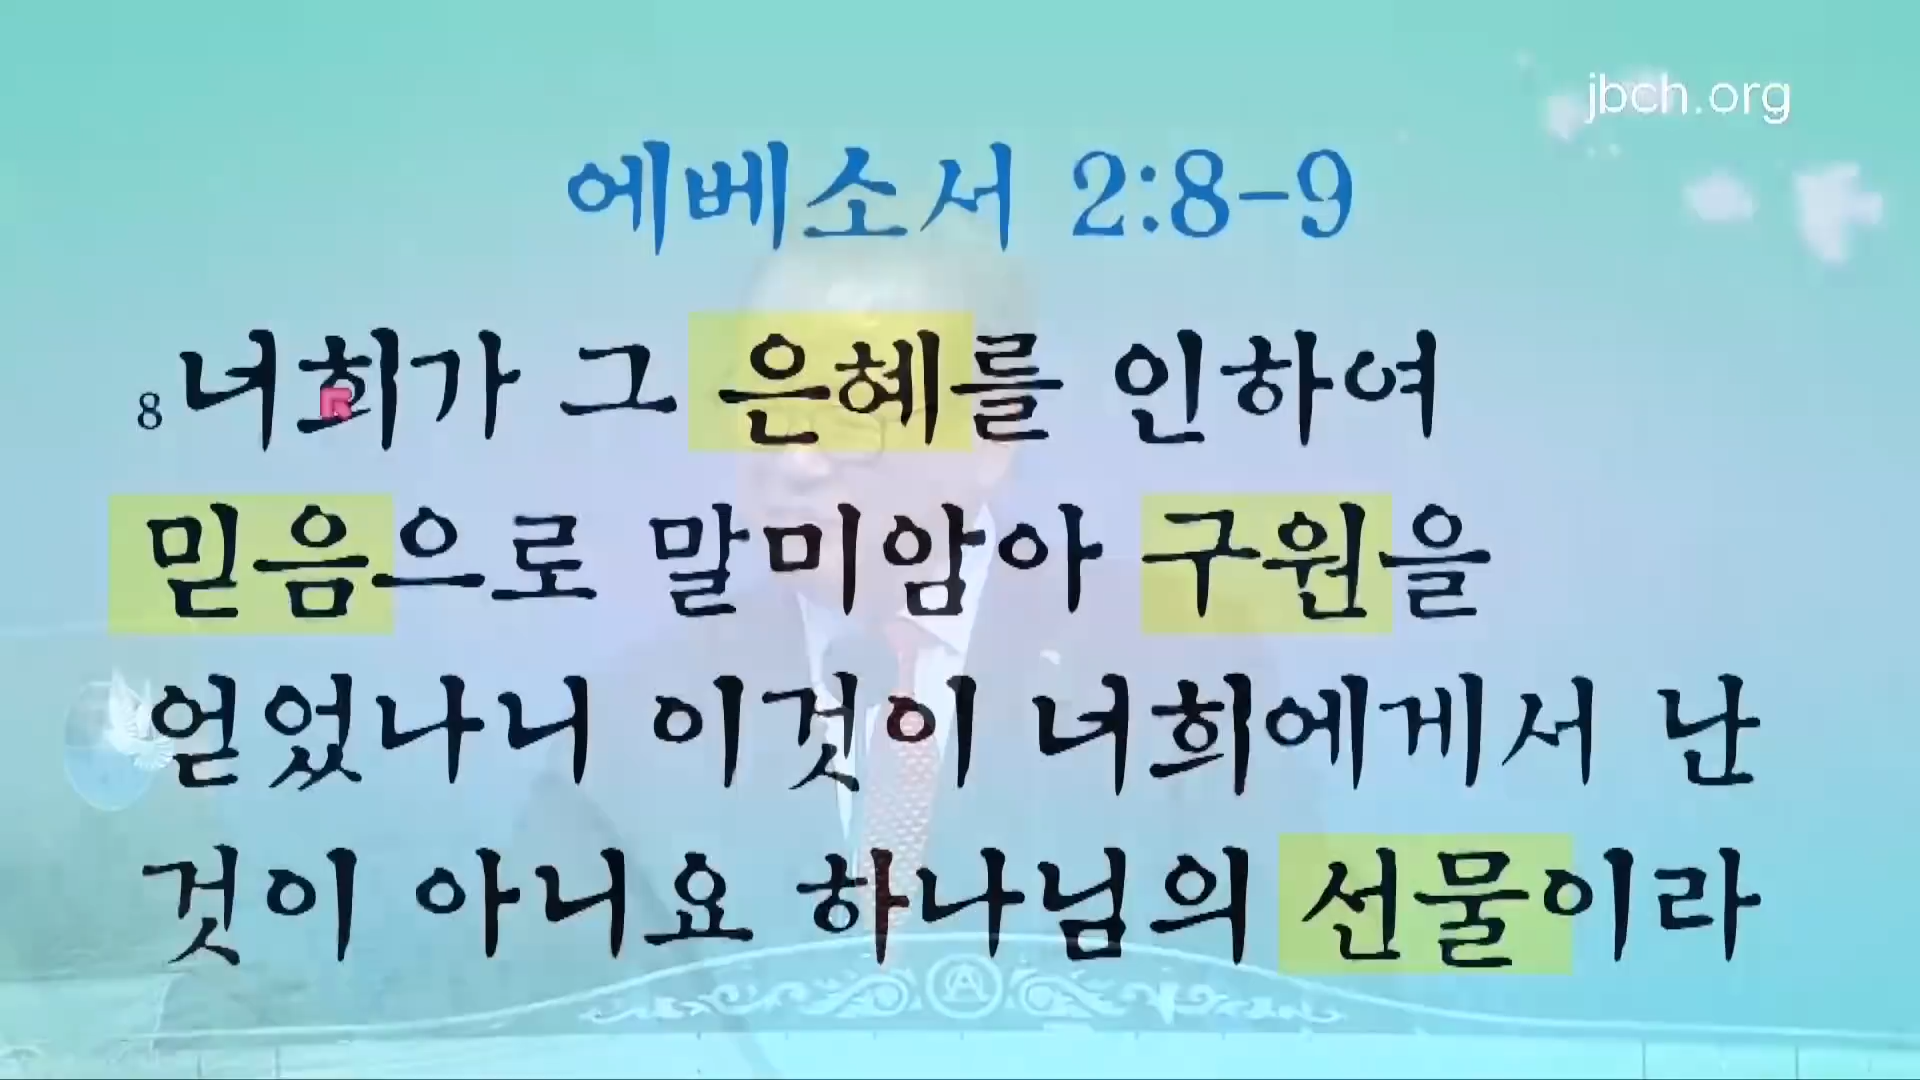 jbch.org
에베소서 2:8-9
8 너희가 그 은혜를 인하여
믿음으로 말미암아 구원을
얻었나니 이것이 너희에게서 난
것이 아니요 하나님의 선물이라